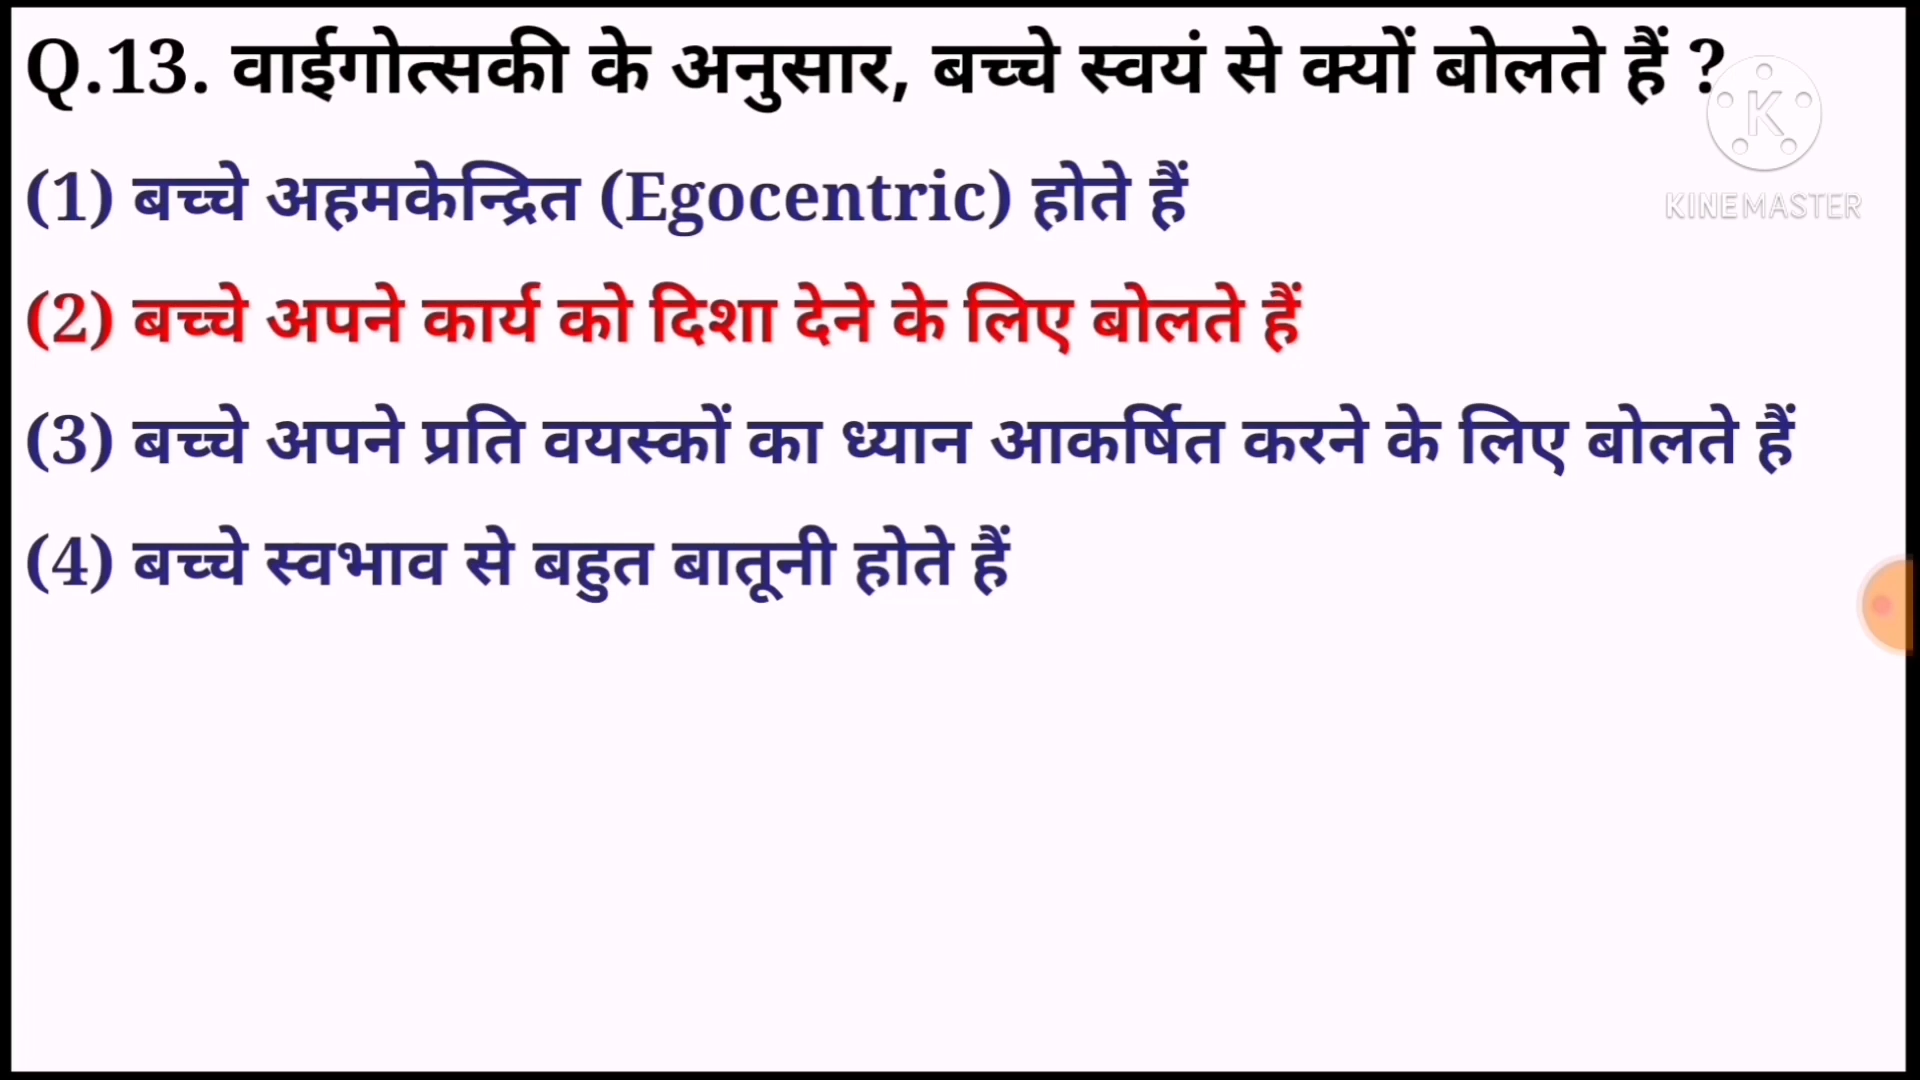 Q.13. वाईगोत्सकी के अनुसार, बच्चे स्वयं से क्यों बोलते हैं ?
(1) बच्चे अहमकेन्द्रित (Egocentric) होते हैं
(2) बच्चे अपने कार्य को दिशा देने के लिए बोलते हैं
(3) बच्चे अपने प्रति वयस्कों का ध्यान आकर्षित करने के लिए बोलते हैं
(4) बच्चे स्वभाव से बहुत बातूनी होते हैं
K
KINEMASTER